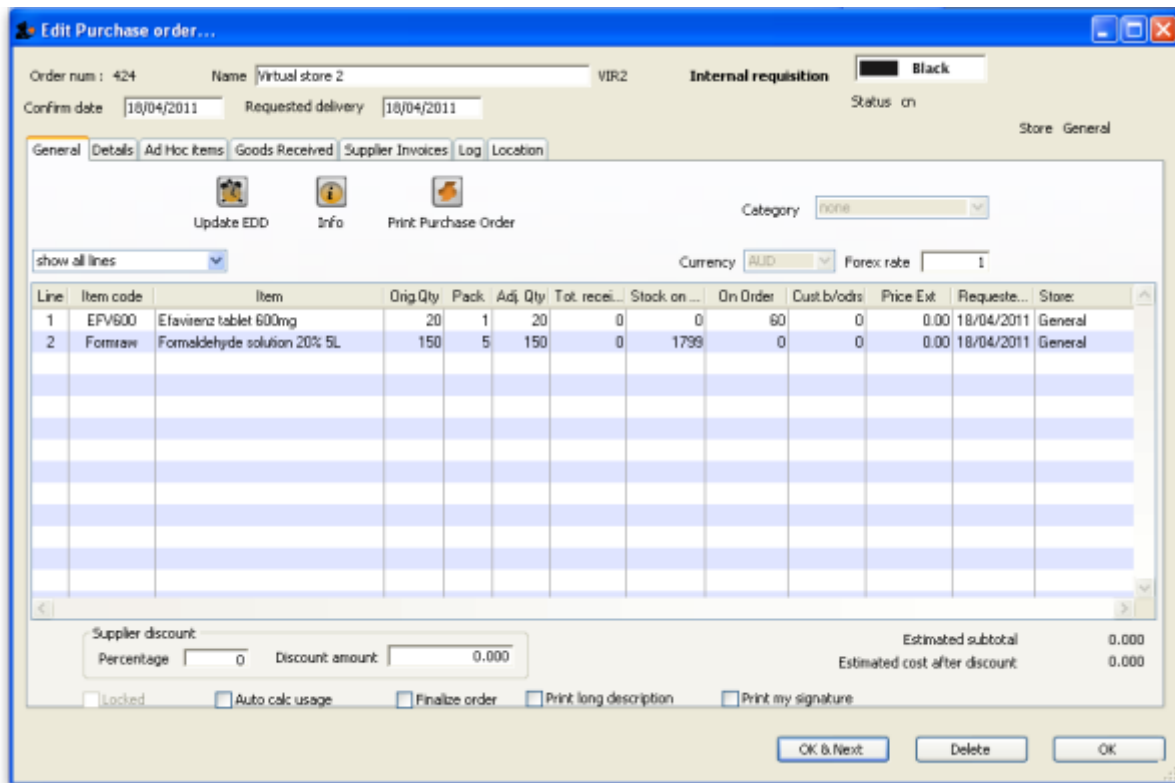 Edit Purchase order...
Order num : 424 Name Virtual store 2 VIR2 Internal requisition Black
Confirm date 18/04/2011 Requested delivery 18/04/2011 Status cn
Store General
General Details Ad Hoc items Goods Received Supplier Invoices Log Location
Update EDD Info Print Purchase Order Category none
show all lines Currency AUD Forex rate 1
Line Item code Item Orig.Qty Pack Adj. Qty Tot. recei... Stock on ... On Order Cust.b/odrs Price Ext Requeste... Store:
1 EFV600 Efavirenz tablet 600mg 20 1 20 0 0 60 0 0.00 18/04/2011 General
2 Formraw Formaldehyde solution 20% 5L 150 5 150 0 1799 0 0 0.00 18/04/2011 General
Supplier discount
Percentage 0 Discount amount 0.000 Estimated subtotal 0.000
Estimated cost after discount 0.000
Locked Auto calc usage Finalize order Print long description Print my signature
OK & Next Delete OK